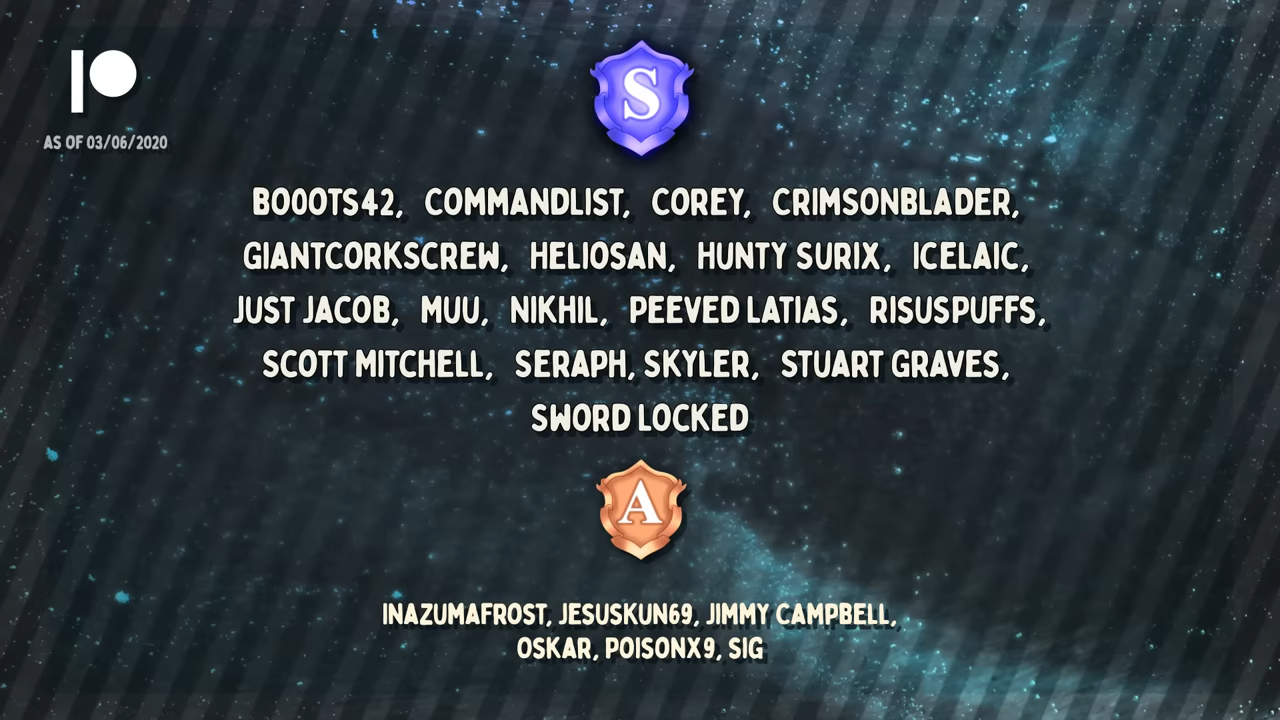 AS OF 03/06/2020
S
BO0OTS42, COMMANDLIST, COREY, CRIMSONBLADER,
GIANTCORKSCREW, HELIOSAN, HUNTY SURIX, ICELAIC,
JUST JACOB, MUU, NIKHIL, PEEVED LATIAS, RISUSPUFFS,
SCOTT MITCHELL, SERAPH, SKYLER, STUART GRAVES,
SWORD LOCKED
A
INAZUMAFROST, JESUSKUN69, JIMMY CAMPBELL,
OSKAR, POISONX9, SIG